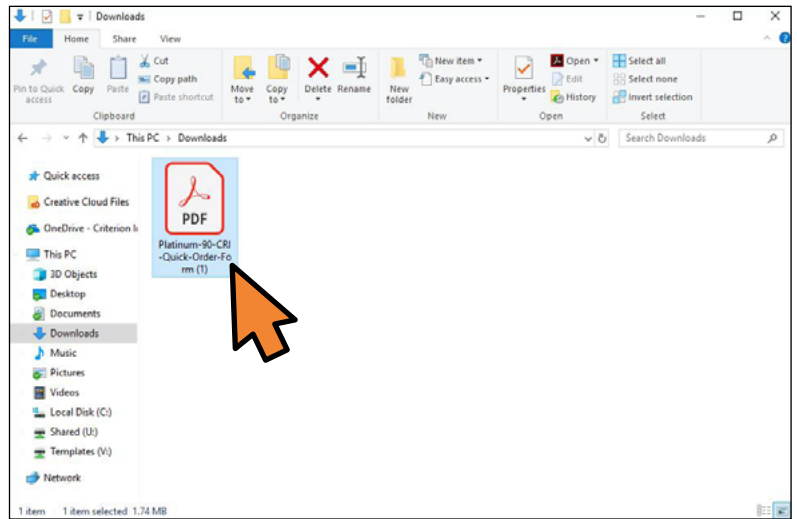 Downloads
File Home Share View
Pin to Quick access
Copy
Paste
Cut
Copy path
Paste shortcut
Move to
Copy to
Delete
Rename
New folder
New item
Easy access
Properties
Open
Edit
History
Select all
Select none
Invert selection
Clipboard Organize New Open Select
This PC > Downloads
Search Downloads
Quick access
Creative Cloud Files
OneDrive - Criterion
This PC
3D Objects
Desktop
Documents
Downloads
Music
Pictures
Videos
Local Disk (C:)
Shared (U:)
Templates (V:)
Network
PDF
Platinum-90-CRI
-Quick-Order-Fo
rm (1)
1 item 1 item selected 1.74 MB